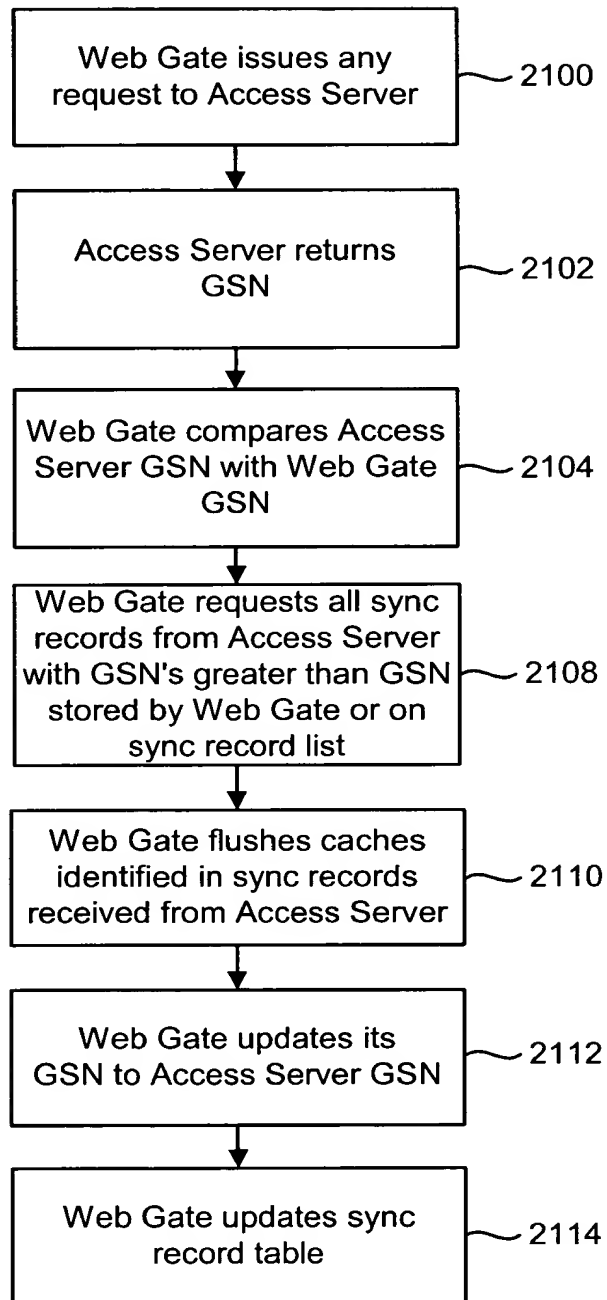 Web Gate issues any
request to Access Server
2100
Access Server returns
GSN
2102
Web Gate compares Access
Server GSN with Web Gate
GSN
2104
Web Gate requests all sync
records from Access Server
with GSN's greater than GSN
stored by Web Gate or on
sync record list
2108
Web Gate flushes caches
identified in sync records
received from Access Server
2110
Web Gate updates its
GSN to Access Server GSN
2112
Web Gate updates sync
record table
2114